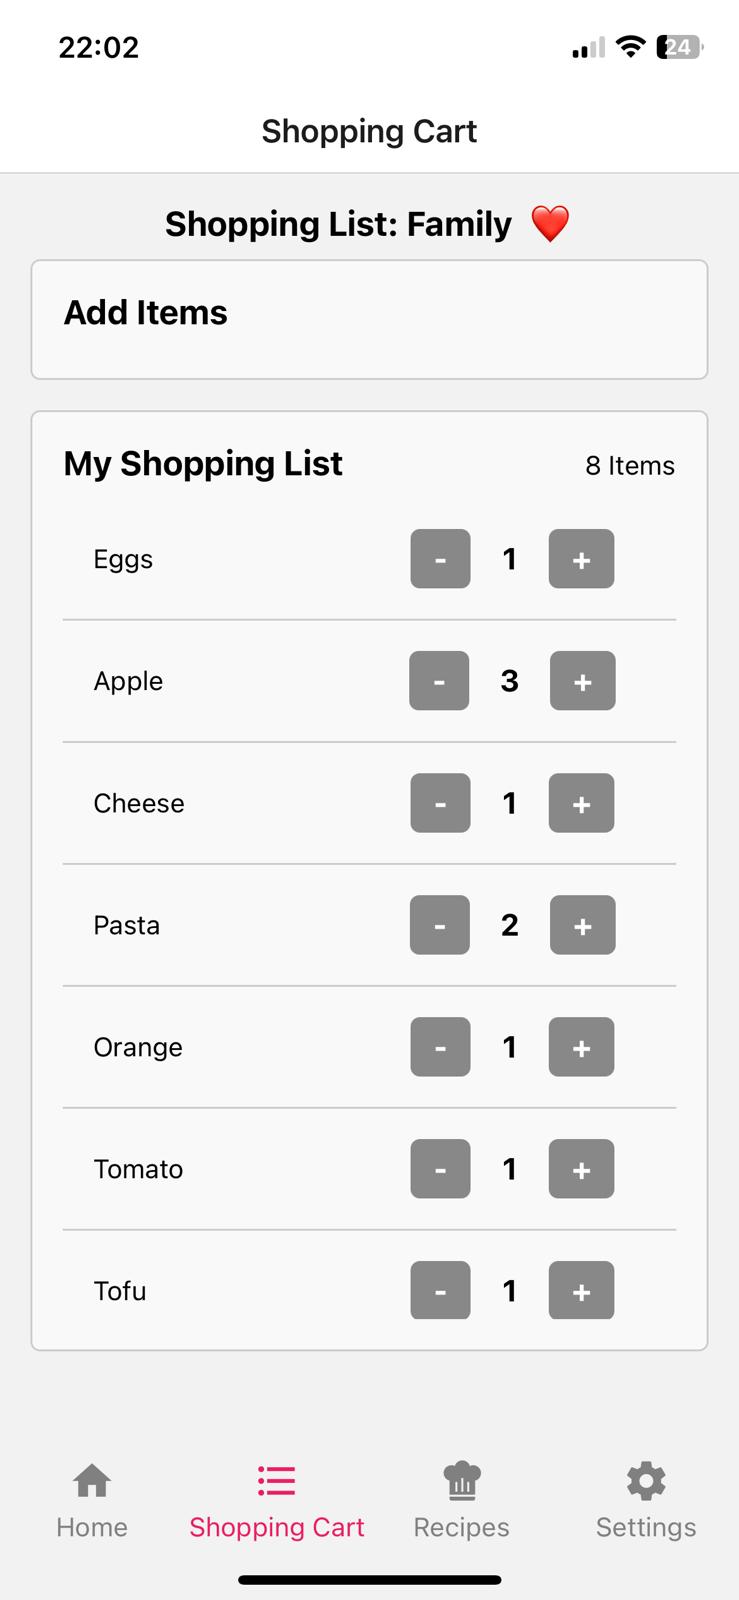 22:02
24
Shopping Cart
Shopping List: Family ❤️
Add Items
My Shopping List 8 Items
Eggs - 1 +
Apple - 3 +
Cheese - 1 +
Pasta - 2 +
Orange - 1 +
Tomato - 1 +
Tofu - 1 +
Home Shopping Cart Recipes Settings